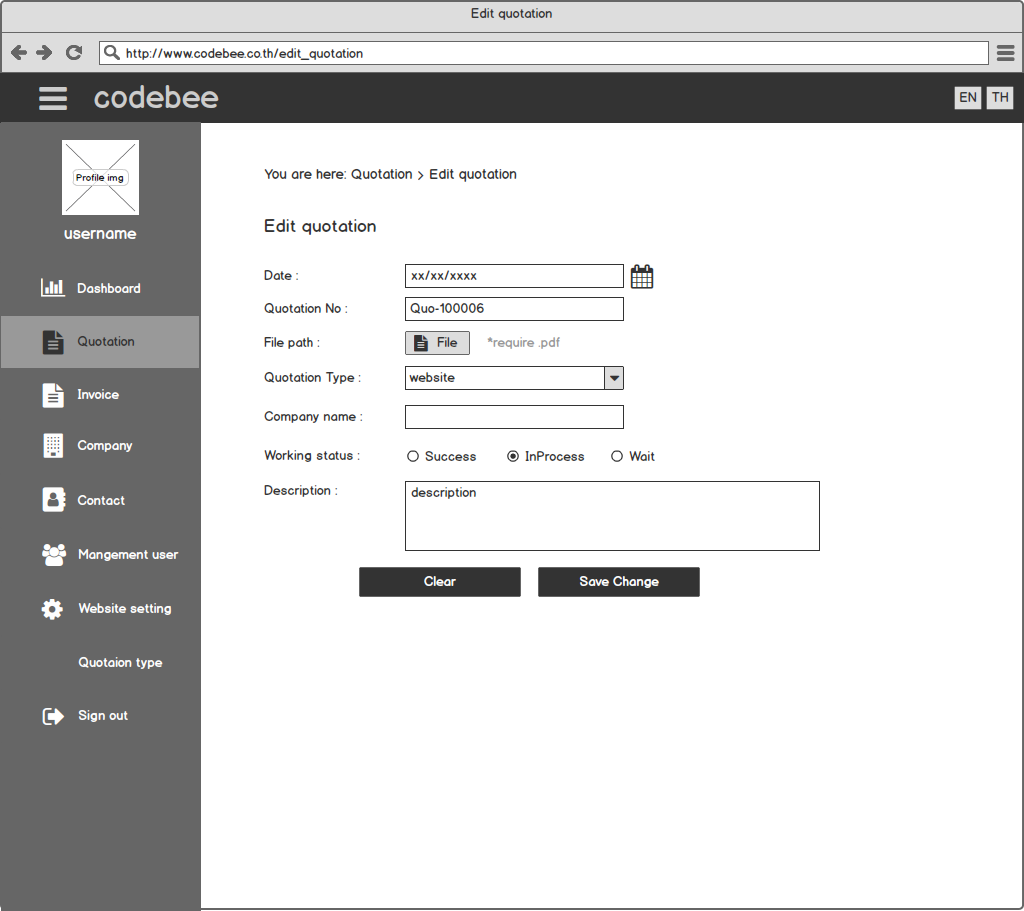 Edit quotation
http://www.codebee.co.th/edit_quotation
codebee
EN TH
Profile img
username
Dashboard
Quotation
Invoice
Company
Contact
Mangement user
Website setting
Quotaion type
Sign out
You are here: Quotation > Edit quotation
Edit quotation
Date : xx/xx/xxxx
Quotation No : Quo-100006
File path : File *require .pdf
Quotation Type : website
Company name :
Working status : Success InProcess Wait
Description : description
Clear Save Change